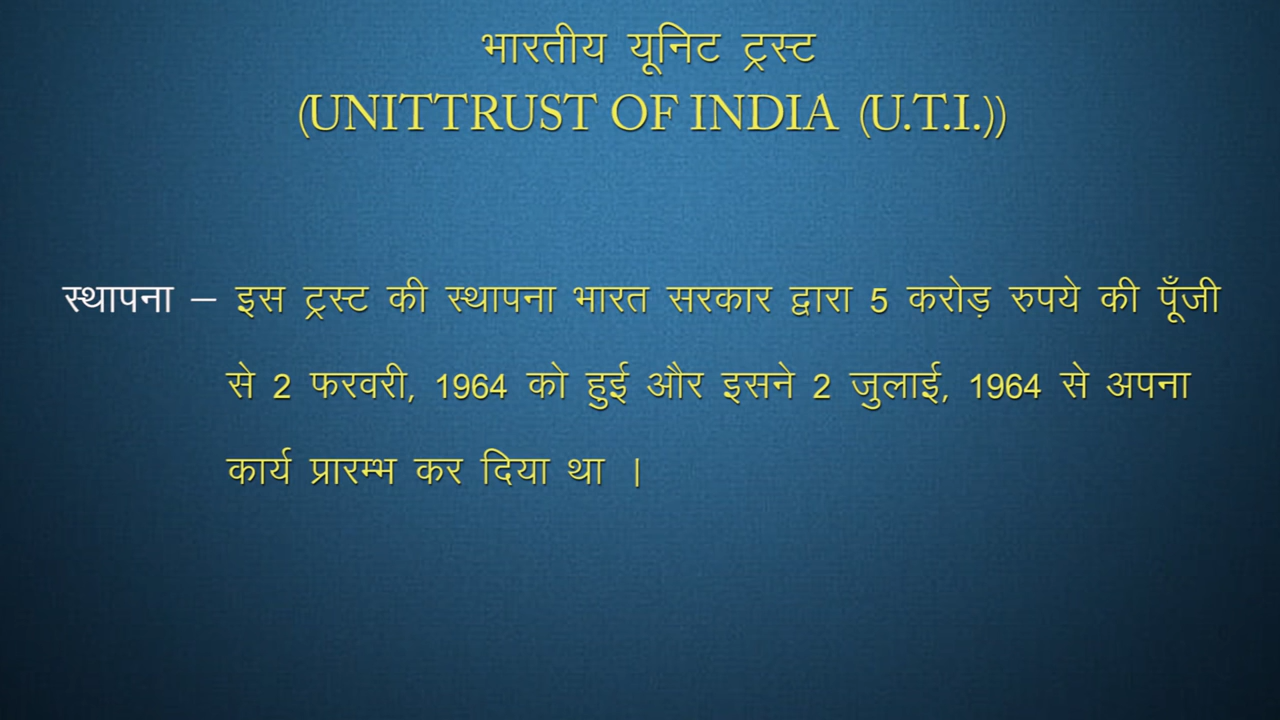 भारतीय यूनिट ट्रस्ट
(UNITTRUST OF INDIA (U.T.I.))
स्थापना – इस ट्रस्ट की स्थापना भारत सरकार द्वारा 5 करोड़ रुपये की पूँजी
से 2 फरवरी, 1964 को हुई और इसने 2 जुलाई, 1964 से अपना
कार्य प्रारम्भ कर दिया था ।